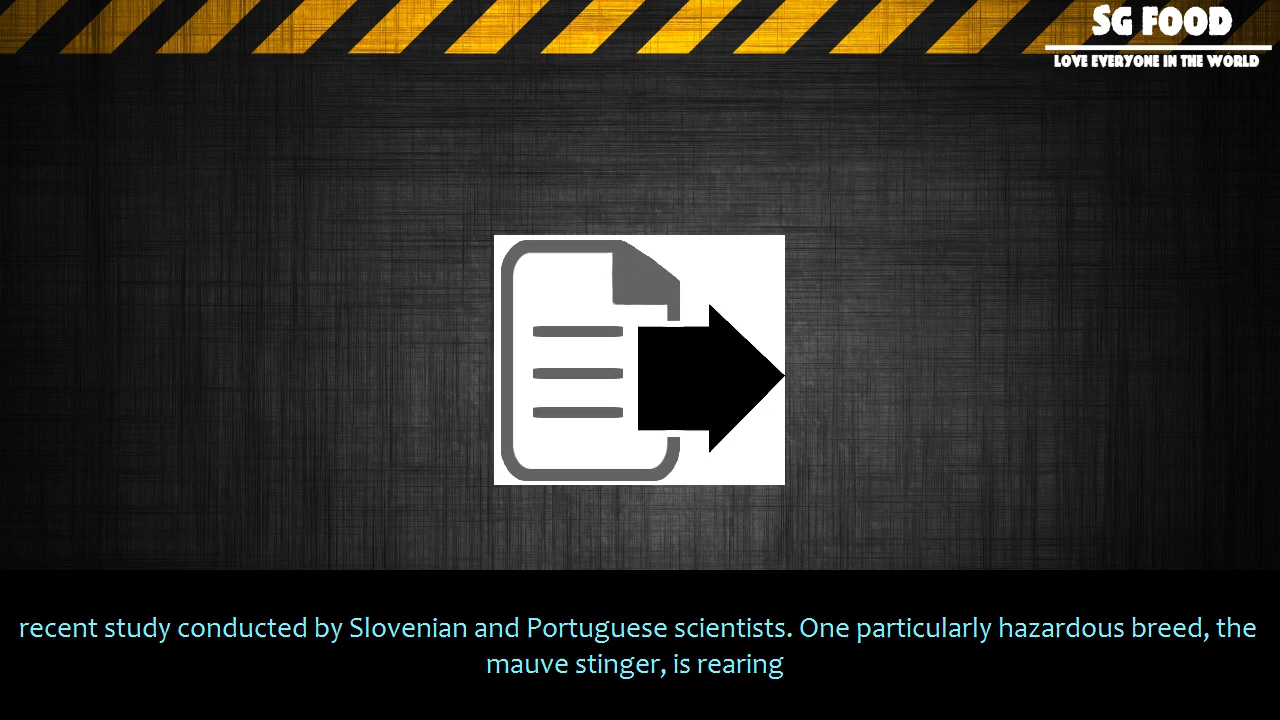 SG FOOD
LOVE EVERYONE IN THE WORLD
recent study conducted by Slovenian and Portuguese scientists. One particularly hazardous breed, the
mauve stinger, is rearing